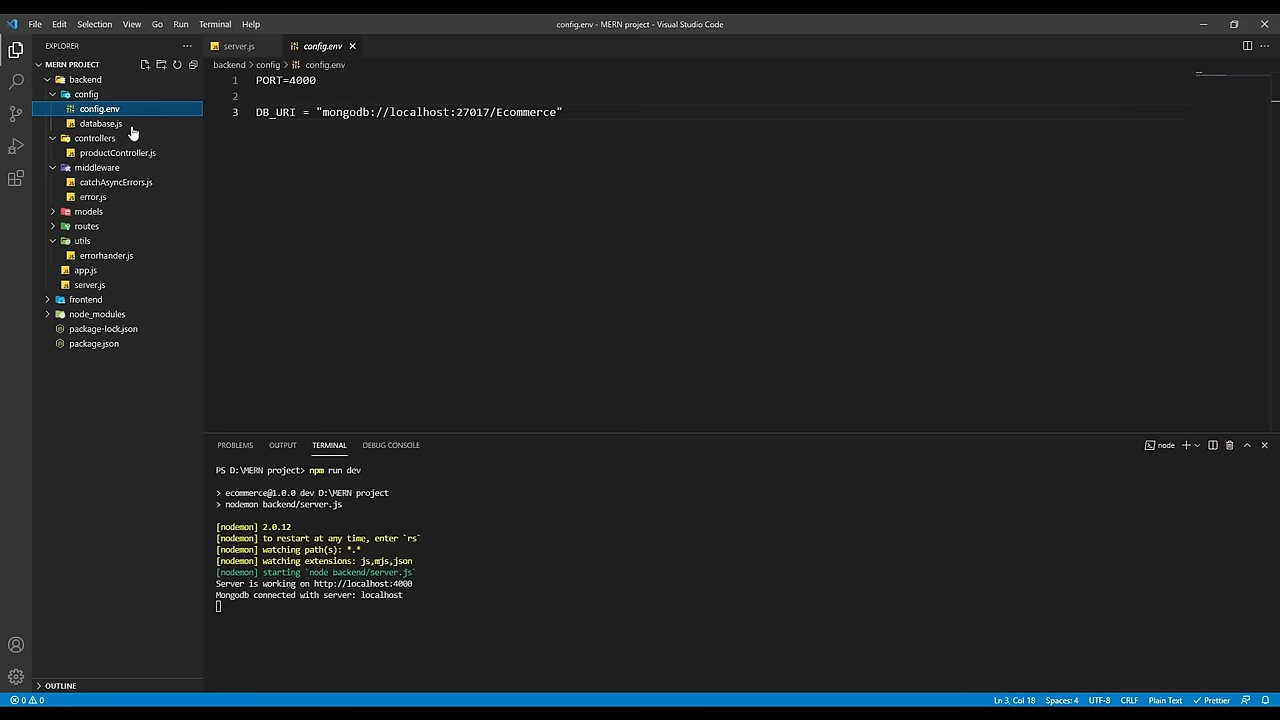 File Edit Selection View Go Run Terminal Help
config.env - MERN project - Visual Studio Code
EXPLORER
MERN PROJECT
backend
config
config.env
database.js
controllers
productController.js
middleware
catchAsyncErrors.js
error.js
models
routes
utils
errorhander.js
app.js
server.js
frontend
node_modules
package-lock.json
package.json
OUTLINE
server.js config.env
backend > config > config.env
1 PORT=4000
2
3 DB_URI = "mongodb://localhost:27017/Ecommerce"
PROBLEMS OUTPUT TERMINAL DEBUG CONSOLE
node
PS D:\MERN project> npm run dev
> ecommerce@1.0.0 dev D:\MERN project
> nodemon backend/server.js
[nodemon] 2.0.12
[nodemon] to restart at any time, enter `rs`
[nodemon] watching path(s): *.*
[nodemon] watching extensions: js,mjs,json
[nodemon] starting `node backend/server.js`
Server is working on http://localhost:4000
Mongodb connected with server: localhost
0 0
Ln 3, Col 18 Spaces: 4 UTF-8 CRLF Plain Text Prettier